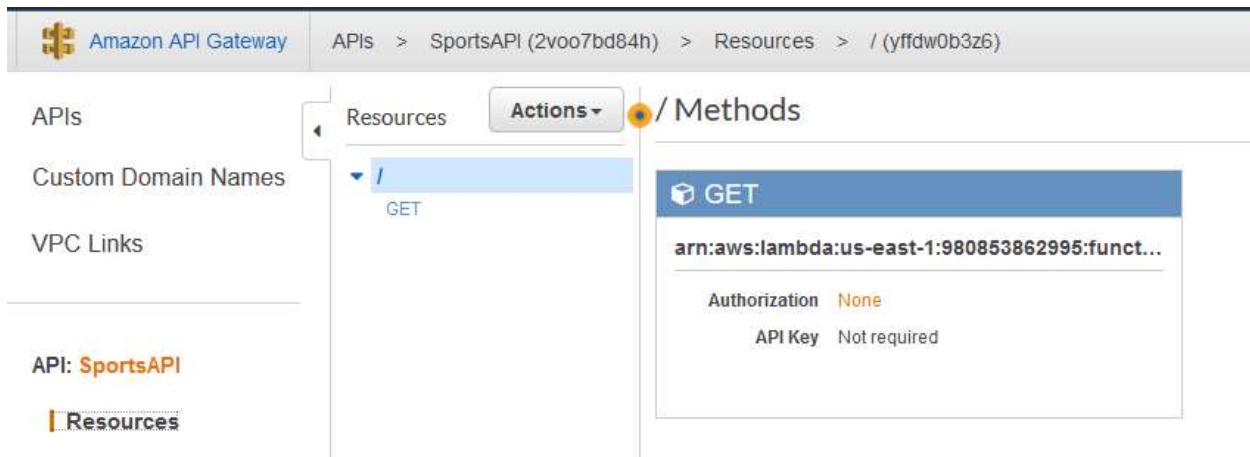 Amazon API Gateway APIs > SportsAPI (2voo7bd84h) > Resources > / (yffdw0b3z6)
APIs
Custom Domain Names
VPC Links
API: SportsAPI
Resources
Resources Actions
/
GET
/ Methods
GET
arn:aws:lambda:us-east-1:980853862995:funct...
Authorization None
API Key Not required